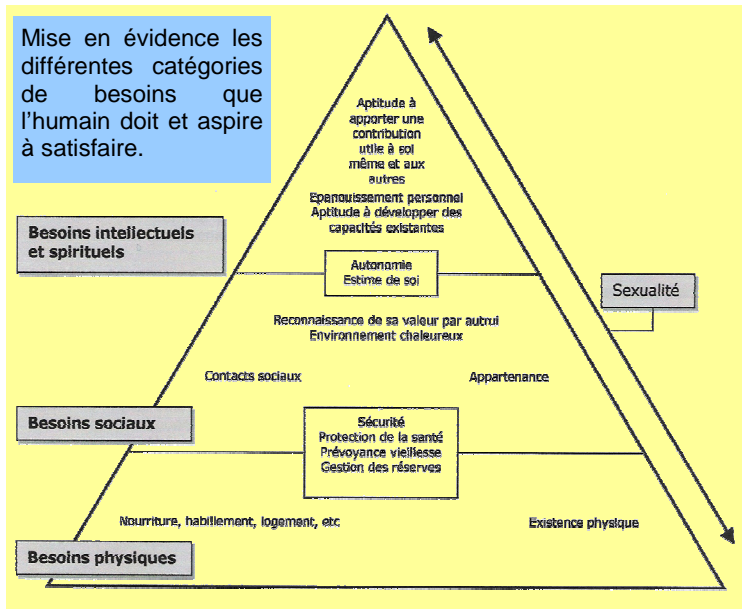 Mise en évidence les
différentes catégories
de besoins que
l'humain doit et aspire
à satisfaire.
Aptitude à
apporter une
contribution
utile à soi
même et aux
autres
Epanouissement personnel
Aptitude à développer des
capacités existantes
Besoins intellectuels
et spirituels
Autonomie
Estime de soi
Sexualité
Reconnaissance de sa valeur par autrui
Environnement chaleureux
Contacts sociaux
Appartenance
Besoins sociaux
Sécurité
Protection de la santé
Prévoyance vieillesse
Gestion des réserves
Nourriture, habillement, logement, etc
Existence physique
Besoins physiques